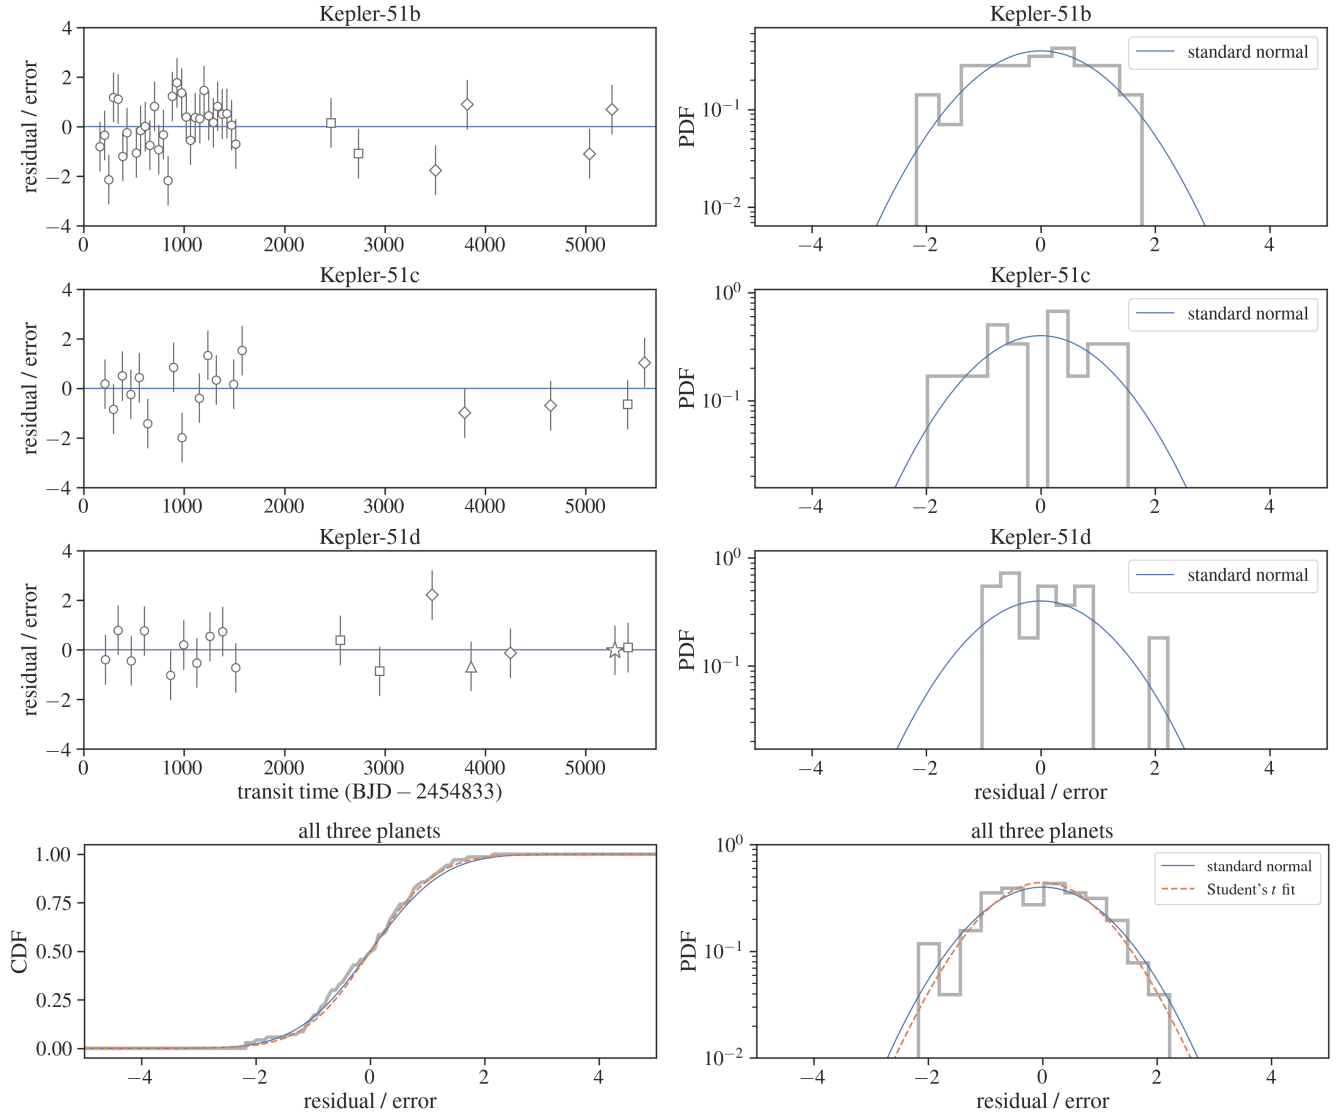 Kepler-51b
4
2
0
−2
−4
residual / error
0
1000
2000
3000
4000
5000
Kepler-51b
standard normal
10⁻¹
10⁻²
PDF
−4
−2
0
2
4
Kepler-51c
4
2
0
−2
−4
residual / error
0
1000
2000
3000
4000
5000
Kepler-51c
standard normal
10⁰
10⁻¹
PDF
−4
−2
0
2
4
Kepler-51d
4
2
0
−2
−4
residual / error
0
1000
2000
3000
4000
5000
transit time (BJD − 2454833)
Kepler-51d
standard normal
10⁰
10⁻¹
PDF
−4
−2
0
2
4
residual / error
all three planets
1.00
0.75
0.50
0.25
0.00
CDF
−4
−2
0
2
4
residual / error
all three planets
standard normal
Student's t fit
10⁰
10⁻¹
10⁻²
PDF
−4
−2
0
2
4
residual / error